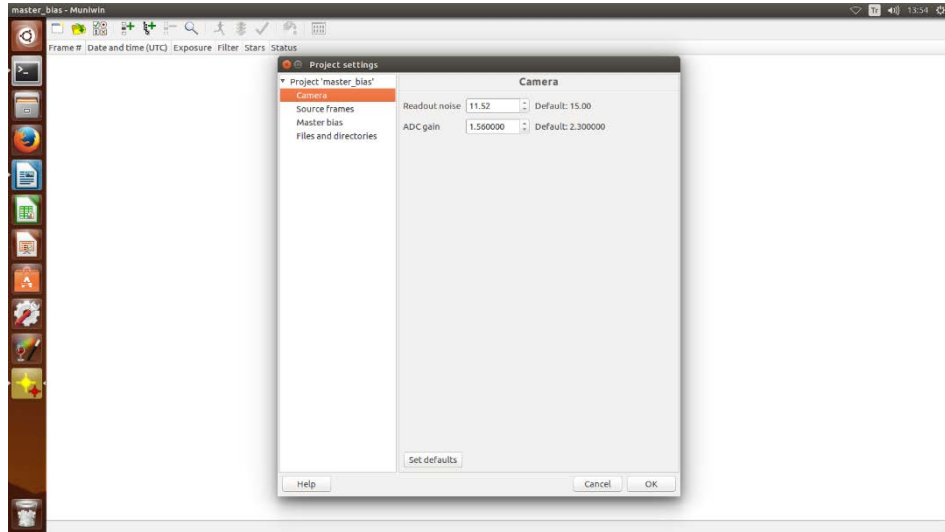 master_bias - Muniwin
Tr 13:54
Frame # Date and time (UTC) Exposure Filter Stars Status
Project settings
Project 'master_bias'
Camera
Source frames
Master bias
Files and directories
Camera
Readout noise 11.52 Default: 15.00
ADC gain 1.560000 Default: 2.300000
Set defaults
Help Cancel OK